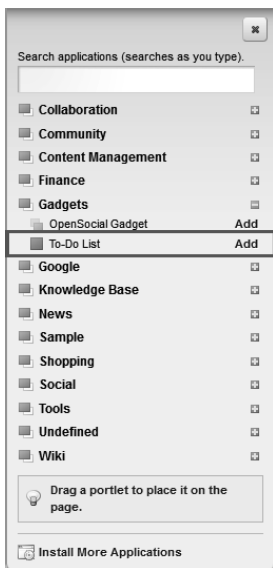 Search applications (searches as you type).
Collaboration
Community
Content Management
Finance
Gadgets
OpenSocial Gadget Add
To-Do List Add
Google
Knowledge Base
News
Sample
Shopping
Social
Tools
Undefined
Wiki
Drag a portlet to place it on the
page.
Install More Applications